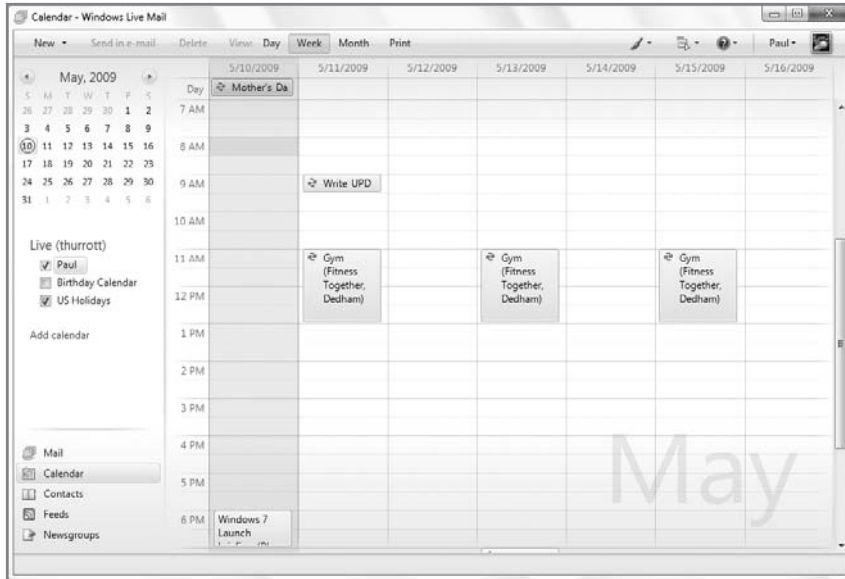 Calendar - Windows Live Mail
New Send in e-mail Delete View: Day Week Month Print Paul
May, 2009
S M T W T F S
26 27 28 29 30 1 2
3 4 5 6 7 8 9
10 11 12 13 14 15 16
17 18 19 20 21 22 23
24 25 26 27 28 29 30
31 1 2 3 4 5 6
Live (thurrott)
Paul
Birthday Calendar
US Holidays
Add calendar
Mail
Calendar
Contacts
Feeds
Newsgroups
5/10/2009 5/11/2009 5/12/2009 5/13/2009 5/14/2009 5/15/2009 5/16/2009
Day Mother's Da
7 AM
8 AM
9 AM Write UPD
10 AM
11 AM Gym Gym Gym
(Fitness (Fitness (Fitness
Together, Together, Together,
12 PM Dedham) Dedham) Dedham)
1 PM
2 PM
3 PM
4 PM
5 PM
May
6 PM Windows 7
Launch